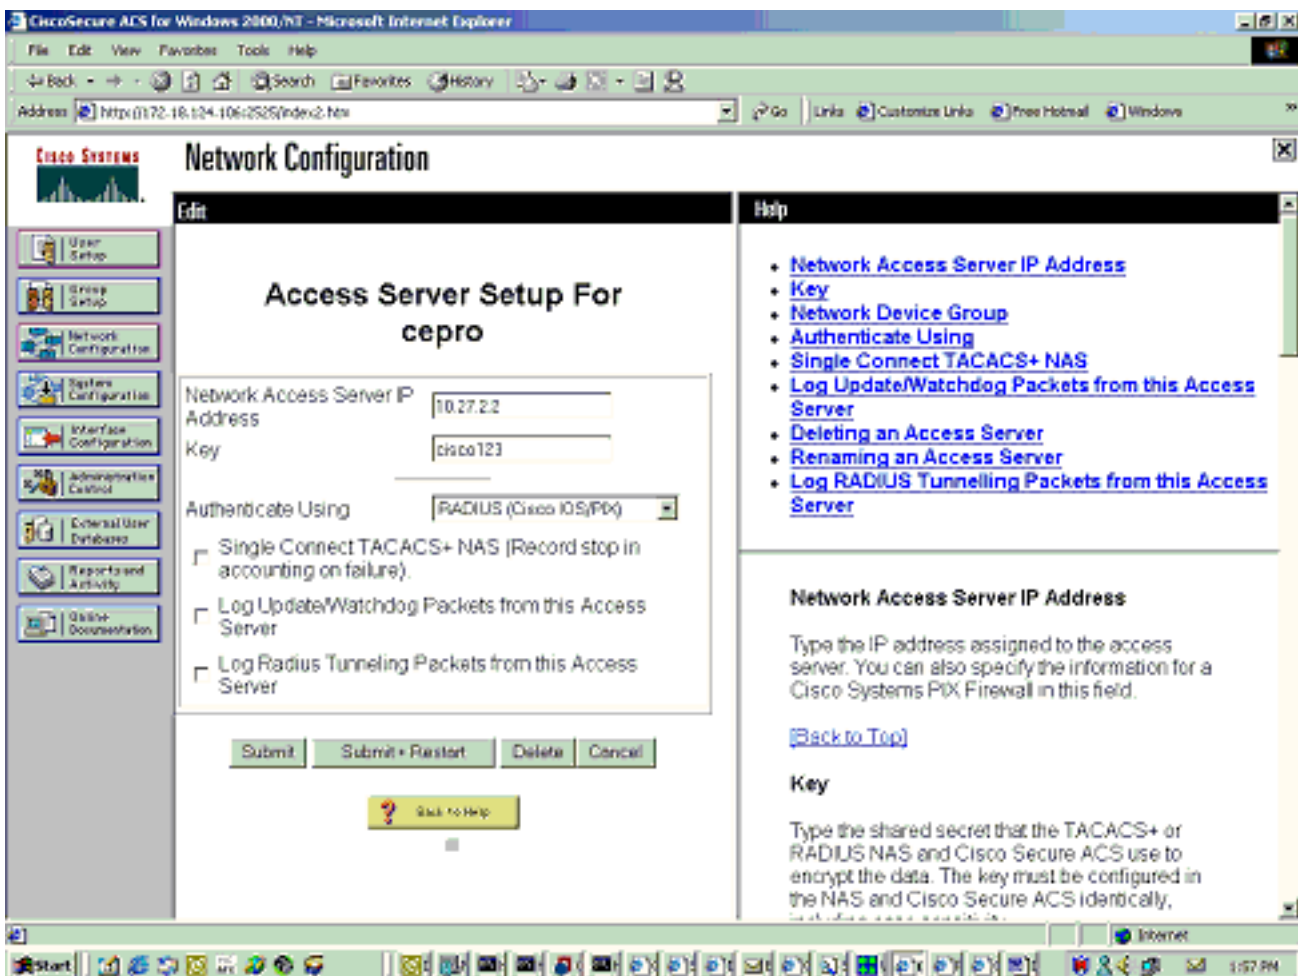 CiscoSecure ACS for Windows 2000/NT - Microsoft Internet Explorer
File Edit View Favorites Tools Help
Back Search Favorites History
Address http://172.18.124.106:2525/index2.htm Go Links Customize Links Free Hotmail Windows
CISCO SYSTEMS
Network Configuration
User Setup
Group Setup
Network Configuration
System Configuration
Interface Configuration
Administration Control
External User Databases
Reports and Activity
Online Documentation
Edit
Access Server Setup For
cepro
Network Access Server IP
Address
10.27.2.2
Key
cisco123
Authenticate Using
RADIUS (Cisco IOS/PIX)
Single Connect TACACS+ NAS (Record stop in
accounting on failure).
Log Update/Watchdog Packets from this Access
Server
Log Radius Tunneling Packets from this Access
Server
Submit Submit + Restart Delete Cancel
Back to Help
Help
Network Access Server IP Address
Key
Network Device Group
Authenticate Using
Single Connect TACACS+ NAS
Log Update/Watchdog Packets from this Access
Server
Deleting an Access Server
Renaming an Access Server
Log RADIUS Tunnelling Packets from this Access
Server
Network Access Server IP Address
Type the IP address assigned to the access
server. You can also specify the information for a
Cisco Systems PIX Firewall in this field.
[Back to Top]
Key
Type the shared secret that the TACACS+ or
RADIUS NAS and Cisco Secure ACS use to
encrypt the data. The key must be configured in
the NAS and Cisco Secure ACS identically,
including case sensitivity.
Internet
Start
1:57 PM